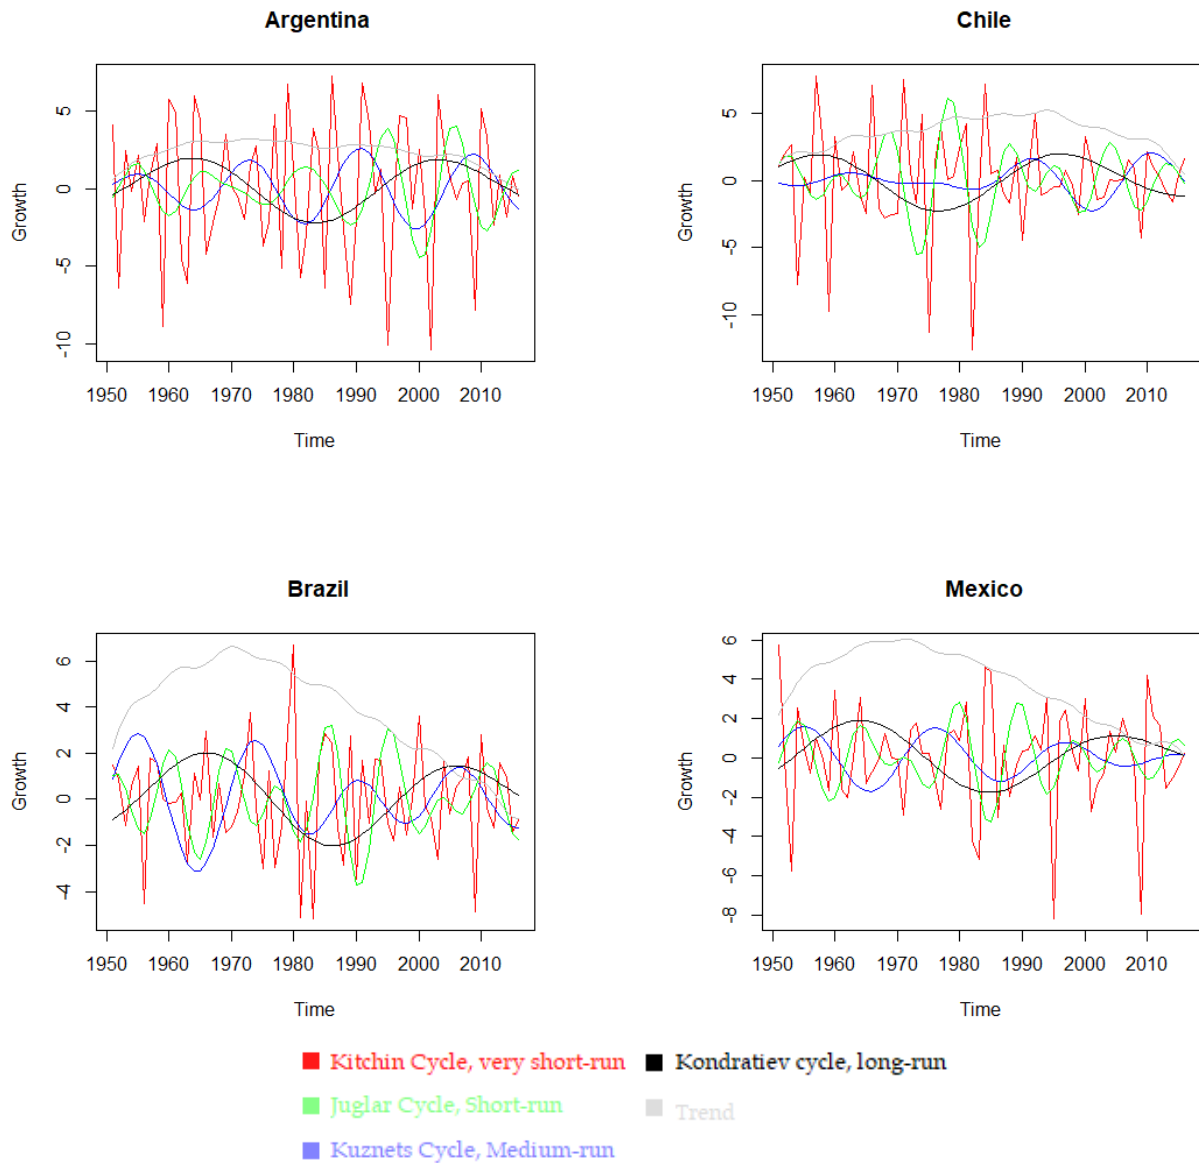 Argentina
Chile
Growth
5
0
-5
-10
1950 1960 1970 1980 1990 2000 2010
Time
Growth
5
0
-5
-10
1950 1960 1970 1980 1990 2000 2010
Time
Brazil
Mexico
Growth
6
4
2
0
-2
-4
1950 1960 1970 1980 1990 2000 2010
Time
Growth
6
4
2
0
-2
-4
-6
-8
1950 1960 1970 1980 1990 2000 2010
Time
Kitchin Cycle, very short-run
Kondratiev cycle, long-run
Juglar Cycle, Short-run
Trend
Kuznets Cycle, Medium-run